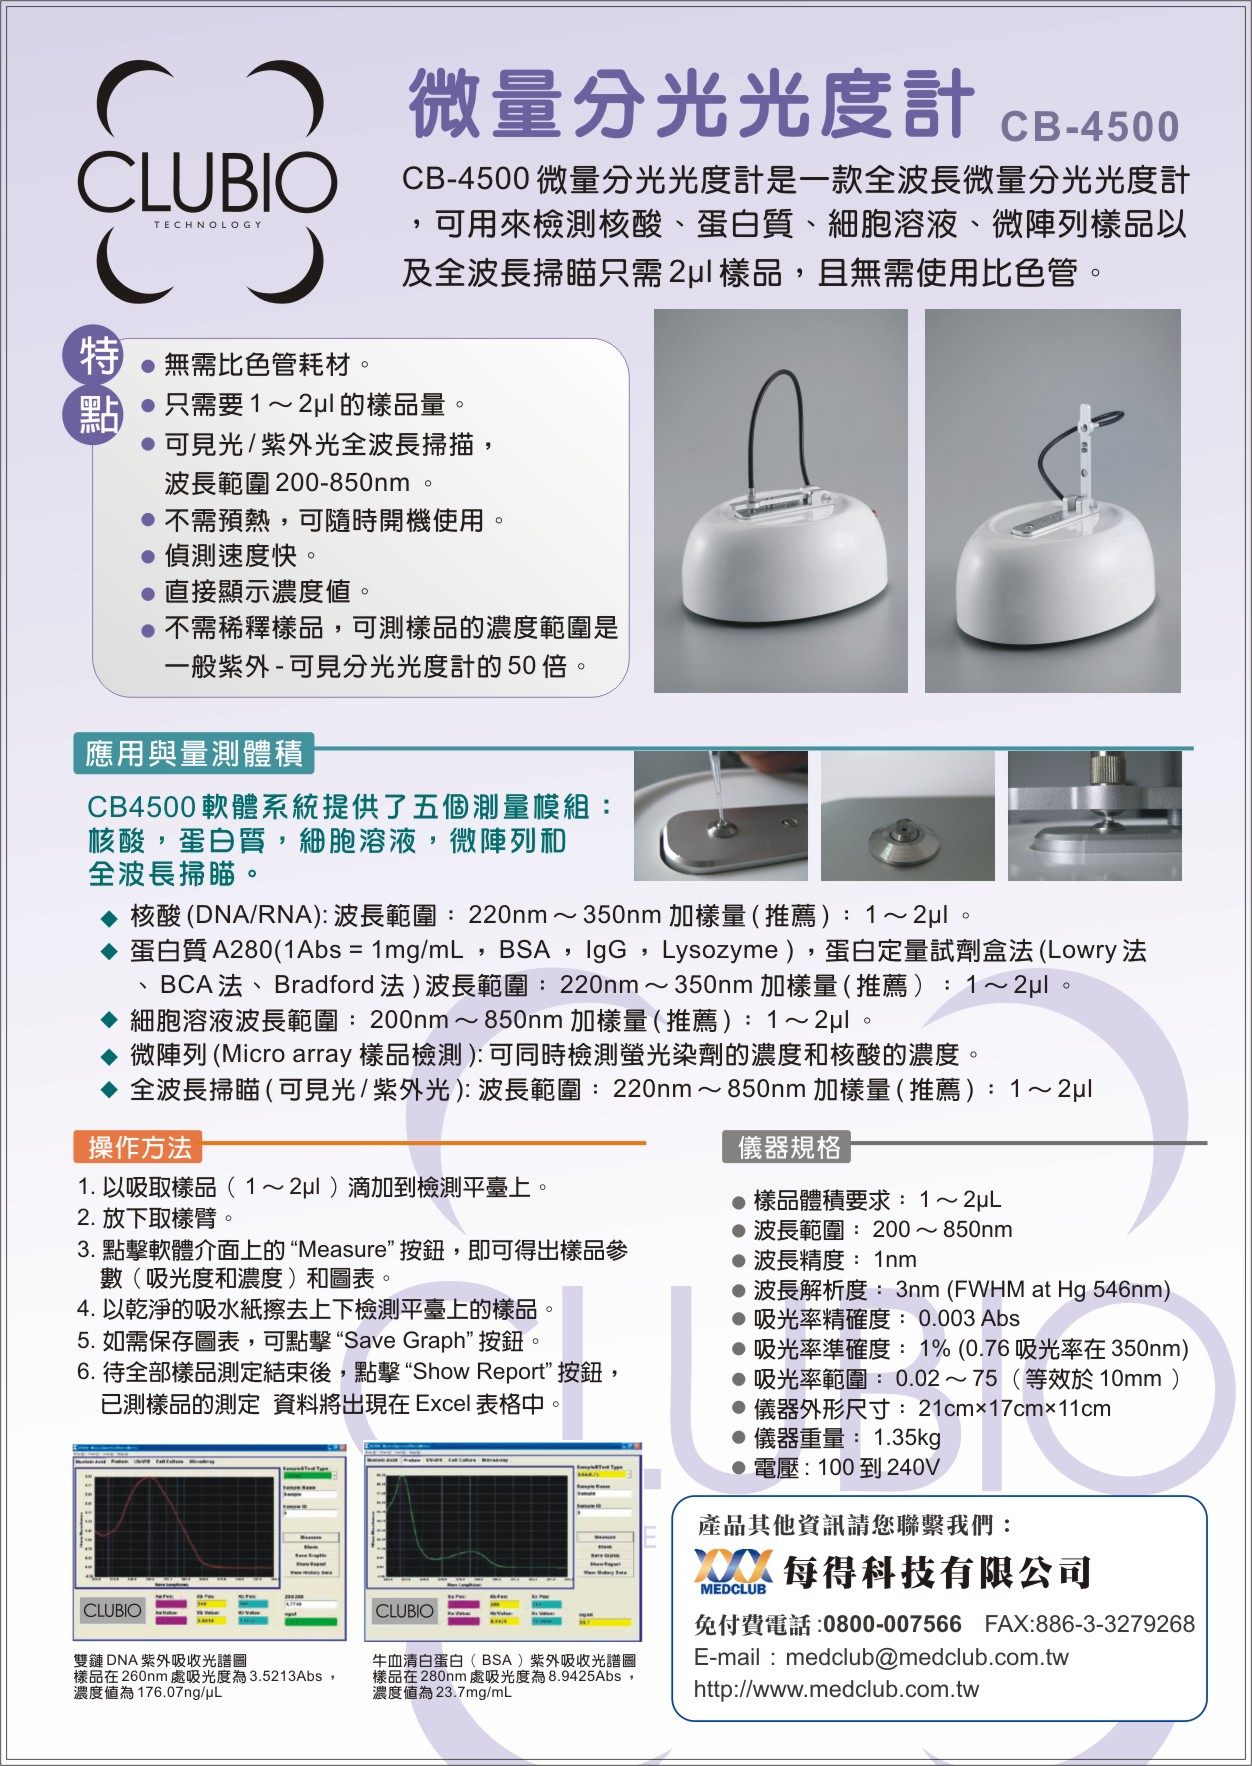 CLUBIO
TECHNOLOGY
微量分光光度計 CB-4500
CB-4500 微量分光光度計是一款全波長微量分光光度計
，可用來檢測核酸、蛋白質、細胞溶液、微陣列樣品以
及全波長掃瞄只需 2μl 樣品，且無需使用比色管。
特
點
● 無需比色管耗材。
● 只需要 1～2μl 的樣品量。
● 可見光 / 紫外光全波長掃描，
波長範圍 200-850nm 。
● 不需預熱，可隨時開機使用。
● 偵測速度快。
● 直接顯示濃度値。
● 不需稀釋樣品，可測樣品的濃度範圍是
一般紫外 - 可見分光光度計的 50 倍。
應用與量測體積
CB4500 軟體系統提供了五個測量模組：
核酸，蛋白質，細胞溶液，微陣列和
全波長掃瞄。
◆ 核酸 (DNA/RNA): 波長範圍： 220nm～350nm 加樣量 ( 推薦 ) ： 1～2μl 。
◆ 蛋白質 A280(1Abs = 1mg/mL ， BSA ， IgG ， Lysozyme ) ，蛋白定量試劑盒法 (Lowry 法
、 BCA 法、 Bradford 法 ) 波長範圍： 220nm～350nm 加樣量 ( 推薦 ） ： 1～2μl 。
◆ 細胞溶液波長範圍： 200nm～850nm 加樣量 ( 推薦 ) ： 1～2μl 。
◆ 微陣列 (Micro array 樣品檢測 ): 可同時檢測螢光染劑的濃度和核酸的濃度。
◆ 全波長掃瞄 ( 可見光 / 紫外光 ): 波長範圍： 220nm～850nm 加樣量 ( 推薦 ) ： 1～2μl
操作方法
1. 以吸取樣品（ 1～2μl ）滴加到檢測平臺上。
2. 放下取樣臂。
3. 點擊軟體介面上的 “Measure” 按鈕，即可得出樣品參
數（吸光度和濃度）和圖表。
4. 以乾淨的吸水紙擦去上下檢測平臺上的樣品。
5. 如需保存圖表，可點擊 “Save Graph” 按鈕。
6. 待全部樣品測定結束後，點擊 “Show Report” 按鈕，
已測樣品的測定 資料將出現在 Excel 表格中。
儀器規格
● 樣品體積要求： 1～2μL
● 波長範圍： 200～850nm
● 波長精度： 1nm
● 波長解析度： 3nm (FWHM at Hg 546nm)
● 吸光率精確度： 0.003 Abs
● 吸光率準確度： 1% (0.76 吸光率在 350nm)
● 吸光率範圍： 0.02～75 （等效於 10mm ）
● 儀器外形尺寸： 21cm×17cm×11cm
● 儀器重量： 1.35kg
● 電壓 : 100 到 240V
CLUBIO
CLUBIO
CLUBIO
雙鏈 DNA 紫外吸收光譜圖
樣品在 260nm 處吸光度為 3.5213Abs ，
濃度値為 176.07ng/μL
牛血清白蛋白（ BSA ）紫外吸收光譜圖
樣品在 280nm 處吸光度為 8.9425Abs ，
濃度値為 23.7mg/mL
產品其他資訊請您聯繫我們：
MEDCLUB
每得科技有限公司
免付費電話 :0800-007566 FAX:886-3-3279268
E-mail：medclub@medclub.com.tw
http://www.medclub.com.tw